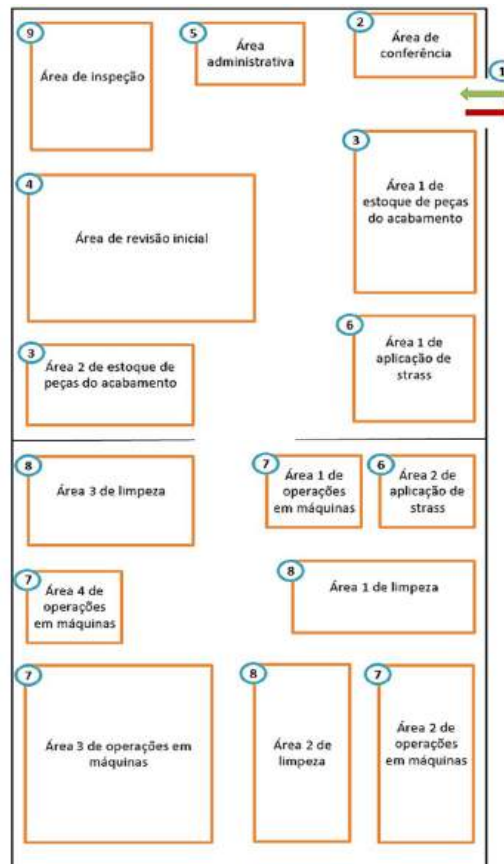 9
Área de inspeção
5
Área
administrativa
2
Área de
conferência
1
3
Área 1 de
estoque de peças
do acabamento
4
Área de revisão inicial
6
Área 1 de
aplicação de
strass
3
Área 2 de estoque de
peças do acabamento
8
Área 3 de limpeza
7
Área 1 de
operações
em máquinas
6
Área 2 de
aplicação de
strass
7
Área 4 de
operações
em máquinas
8
Área 1 de limpeza
7
Área 3 de operações em
máquinas
8
Área 2 de
limpeza
7
Área 2 de
operações
em máquinas